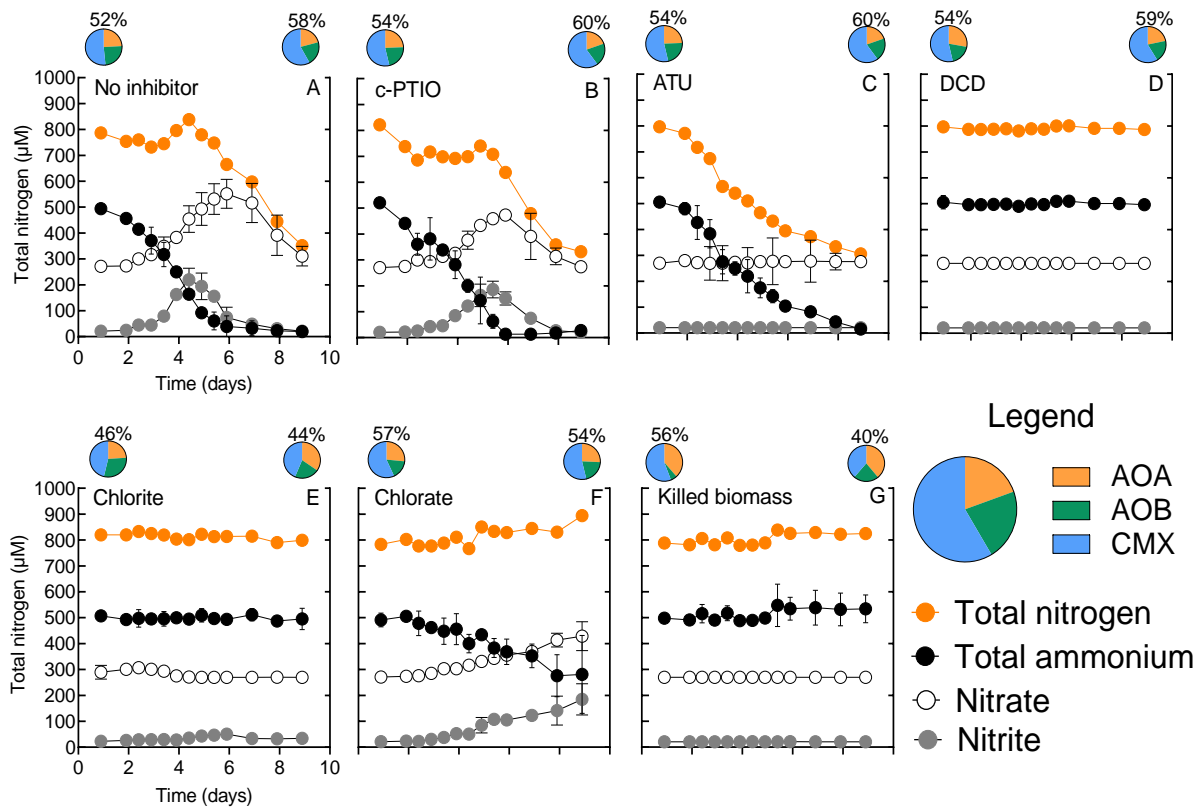 52% 58% 54% 60% 54% 60% 54% 59%
No inhibitor A
c-PTIO B
ATU C
DCD D
Total nitrogen (µM)
1000
900
800
700
600
500
400
300
200
100
0
0 2 4 6 8 10
Time (days)
46% 44% 57% 54% 56% 40%
Chlorite E
Chlorate F
Killed biomass G
Total nitrogen (µM)
1000
900
800
700
600
500
400
300
200
100
0
0 2 4 6 8 10
Time (days)
Legend
AOA
AOB
CMX
Total nitrogen
Total ammonium
Nitrate
Nitrite